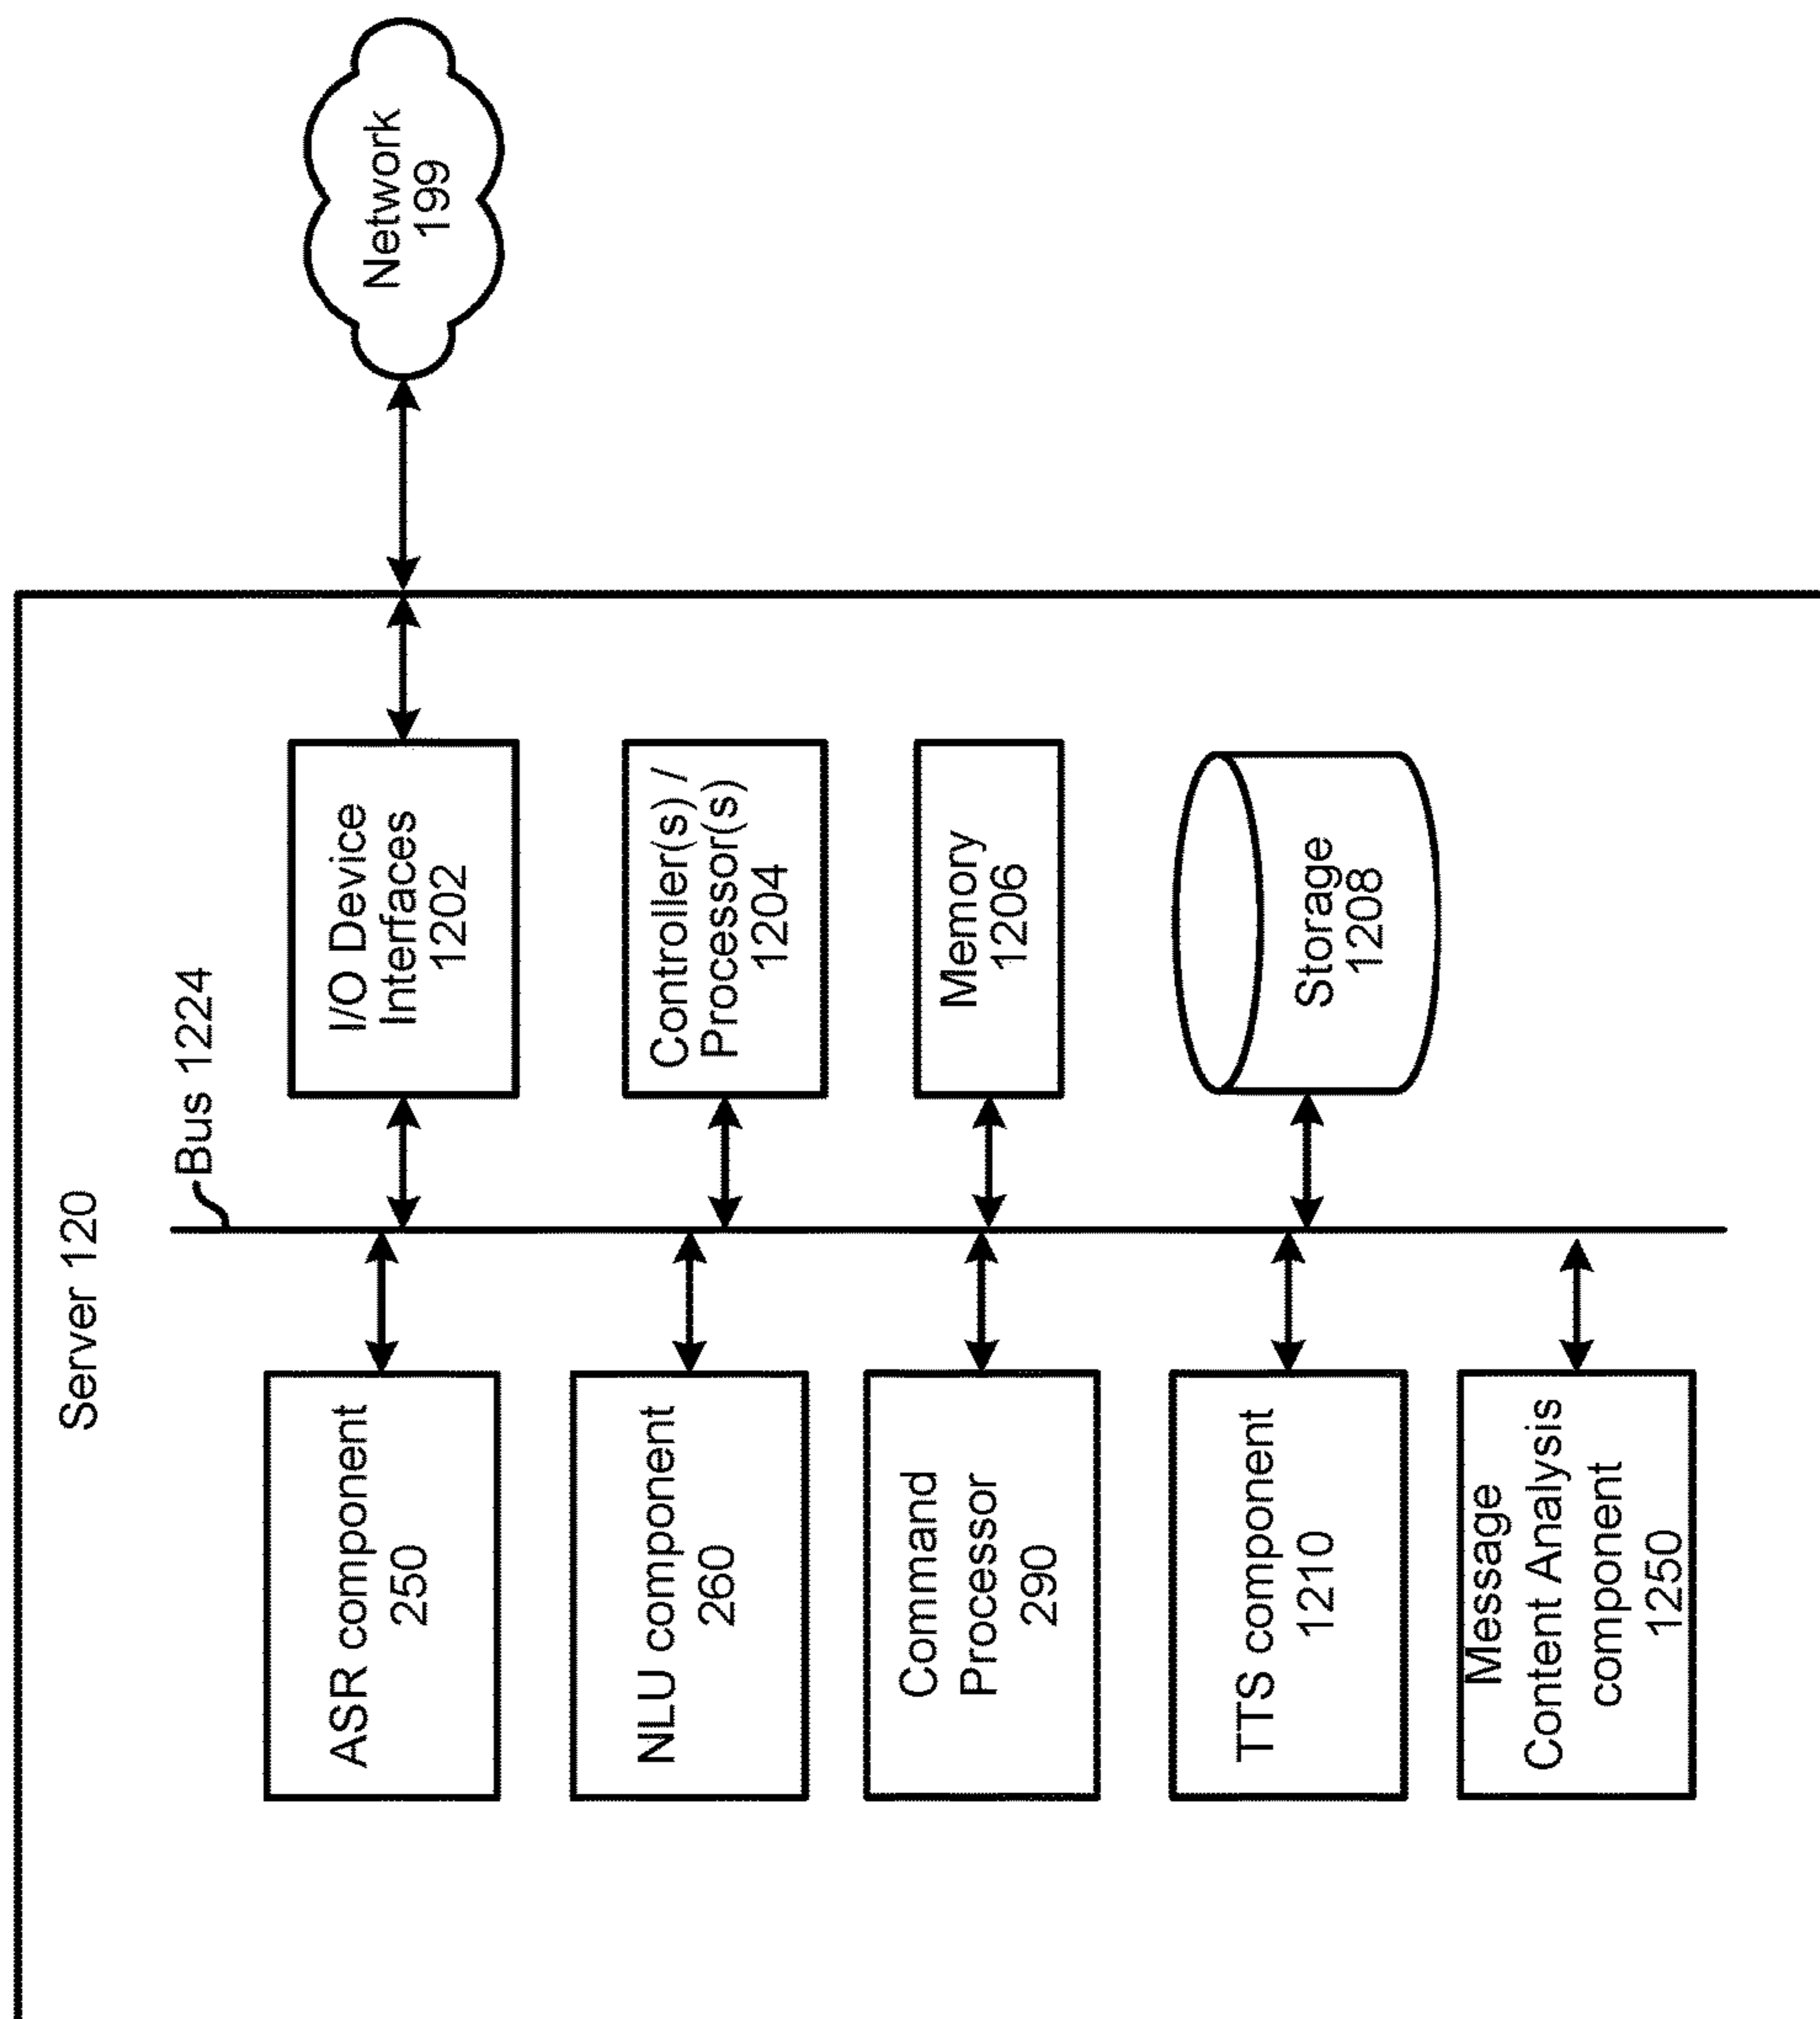 Server 120
Bus 1224
ASR component
250
NLU component
260
Command
Processor
290
TTS component
1210
Message
Content Analysis
component
1250
I/O Device
Interfaces
1202
Controller(s) /
Processor(s)
1204
Memory
1206
Storage
1208
Network
199